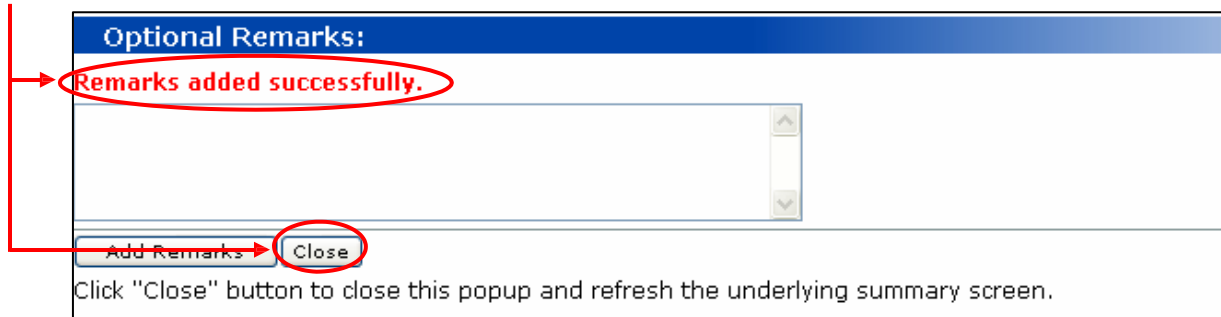 Optional Remarks:
Remarks added successfully.
Add Remarks Close
Click "Close" button to close this popup and refresh the underlying summary screen.